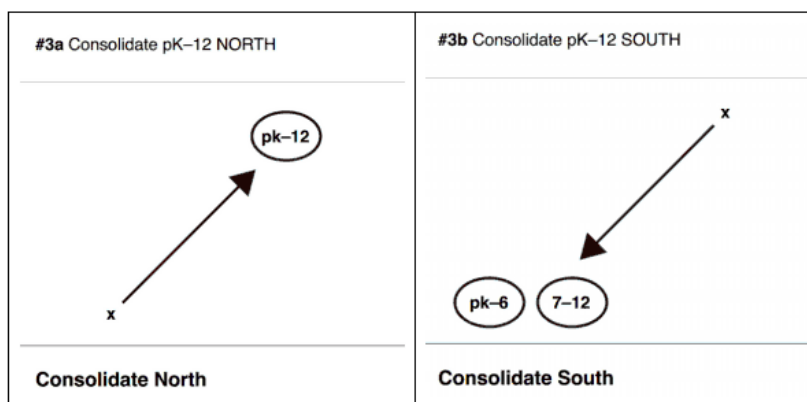 #3a Consolidate pK–12 NORTH
pk–12
x
Consolidate North
#3b Consolidate pK–12 SOUTH
x
pk–6
7–12
Consolidate South